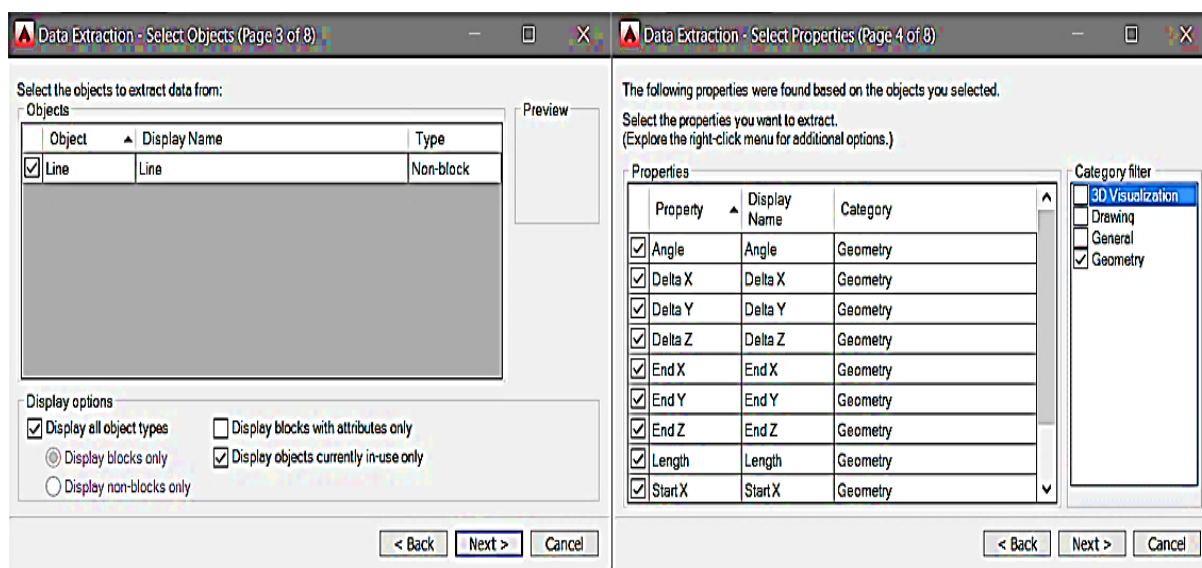 Data Extraction - Select Objects (Page 3 of 8)
Select the objects to extract data from:
Objects
Object Display Name Type
Line Line Non-block
Preview
Display options
Display all object types
Display blocks only
Display non-blocks only
Display blocks with attributes only
Display objects currently in-use only
< Back Next > Cancel
Data Extraction - Select Properties (Page 4 of 8)
The following properties were found based on the objects you selected.
Select the properties you want to extract.
(Explore the right-click menu for additional options.)
Properties
Property Display Name Category
Angle Angle Geometry
Delta X Delta X Geometry
Delta Y Delta Y Geometry
Delta Z Delta Z Geometry
End X End X Geometry
End Y End Y Geometry
End Z End Z Geometry
Length Length Geometry
Start X Start X Geometry
Category filter
3D Visualization
Drawing
General
Geometry
< Back Next > Cancel